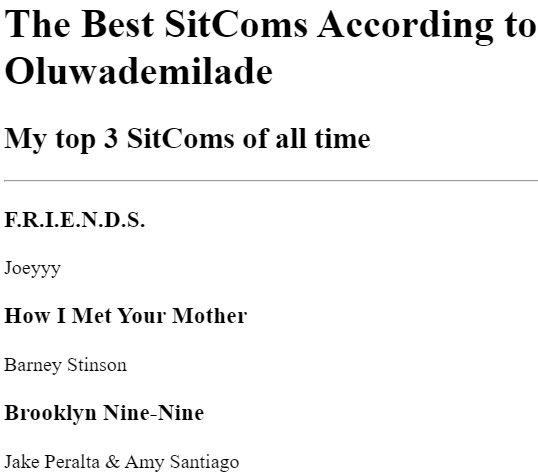 The Best SitComs According to
Oluwademilade
My top 3 SitComs of all time
F.R.I.E.N.D.S.
Joeyyy
How I Met Your Mother
Barney Stinson
Brooklyn Nine-Nine
Jake Peralta & Amy Santiago